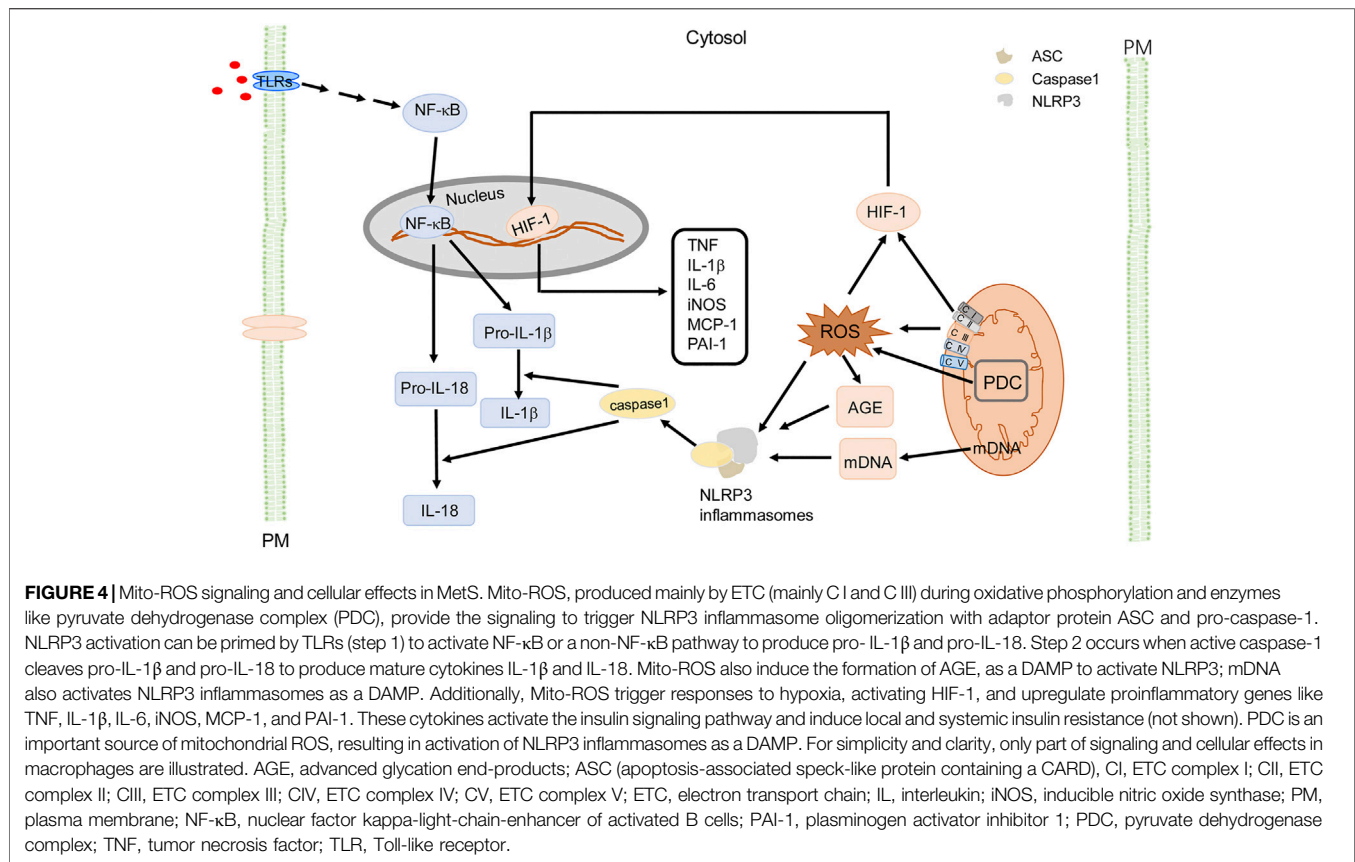 Cytosol
PM
ASC
Caspase1
NLRP3
TLRs
NF-κB
Nucleus
NF-κB
HIF-1
HIF-1
TNF
IL-1β
IL-6
iNOS
MCP-1
PAI-1
Pro-IL-1β
ROS
C I
C II
C III
C IV
C V
PDC
Pro-IL-18
IL-1β
caspase1
AGE
mDNA
mDNA
NLRP3
inflammasomes
IL-18
PM
FIGURE 4 | Mito-ROS signaling and cellular effects in MetS. Mito-ROS, produced mainly by ETC (mainly C I and C III) during oxidative phosphorylation and enzymes
like pyruvate dehydrogenase complex (PDC), provide the signaling to trigger NLRP3 inflammasome oligomerization with adaptor protein ASC and pro-caspase-1.
NLRP3 activation can be primed by TLRs (step 1) to activate NF-κB or a non-NF-κB pathway to produce pro- IL-1β and pro-IL-18. Step 2 occurs when active caspase-1
cleaves pro-IL-1β and pro-IL-18 to produce mature cytokines IL-1β and IL-18. Mito-ROS also induce the formation of AGE, as a DAMP to activate NLRP3; mDNA
also activates NLRP3 inflammasomes as a DAMP. Additionally, Mito-ROS trigger responses to hypoxia, activating HIF-1, and upregulate proinflammatory genes like
TNF, IL-1β, IL-6, iNOS, MCP-1, and PAI-1. These cytokines activate the insulin signaling pathway and induce local and systemic insulin resistance (not shown). PDC is an
important source of mitochondrial ROS, resulting in activation of NLRP3 inflammasomes as a DAMP. For simplicity and clarity, only part of signaling and cellular effects in
macrophages are illustrated. AGE, advanced glycation end-products; ASC (apoptosis-associated speck-like protein containing a CARD), CI, ETC complex I; CII, ETC
complex II; CIII, ETC complex III; CIV, ETC complex IV; CV, ETC complex V; ETC, electron transport chain; IL, interleukin; iNOS, inducible nitric oxide synthase; PM,
plasma membrane; NF-κB, nuclear factor kappa-light-chain-enhancer of activated B cells; PAI-1, plasminogen activator inhibitor 1; PDC, pyruvate dehydrogenase
complex; TNF, tumor necrosis factor; TLR, Toll-like receptor.